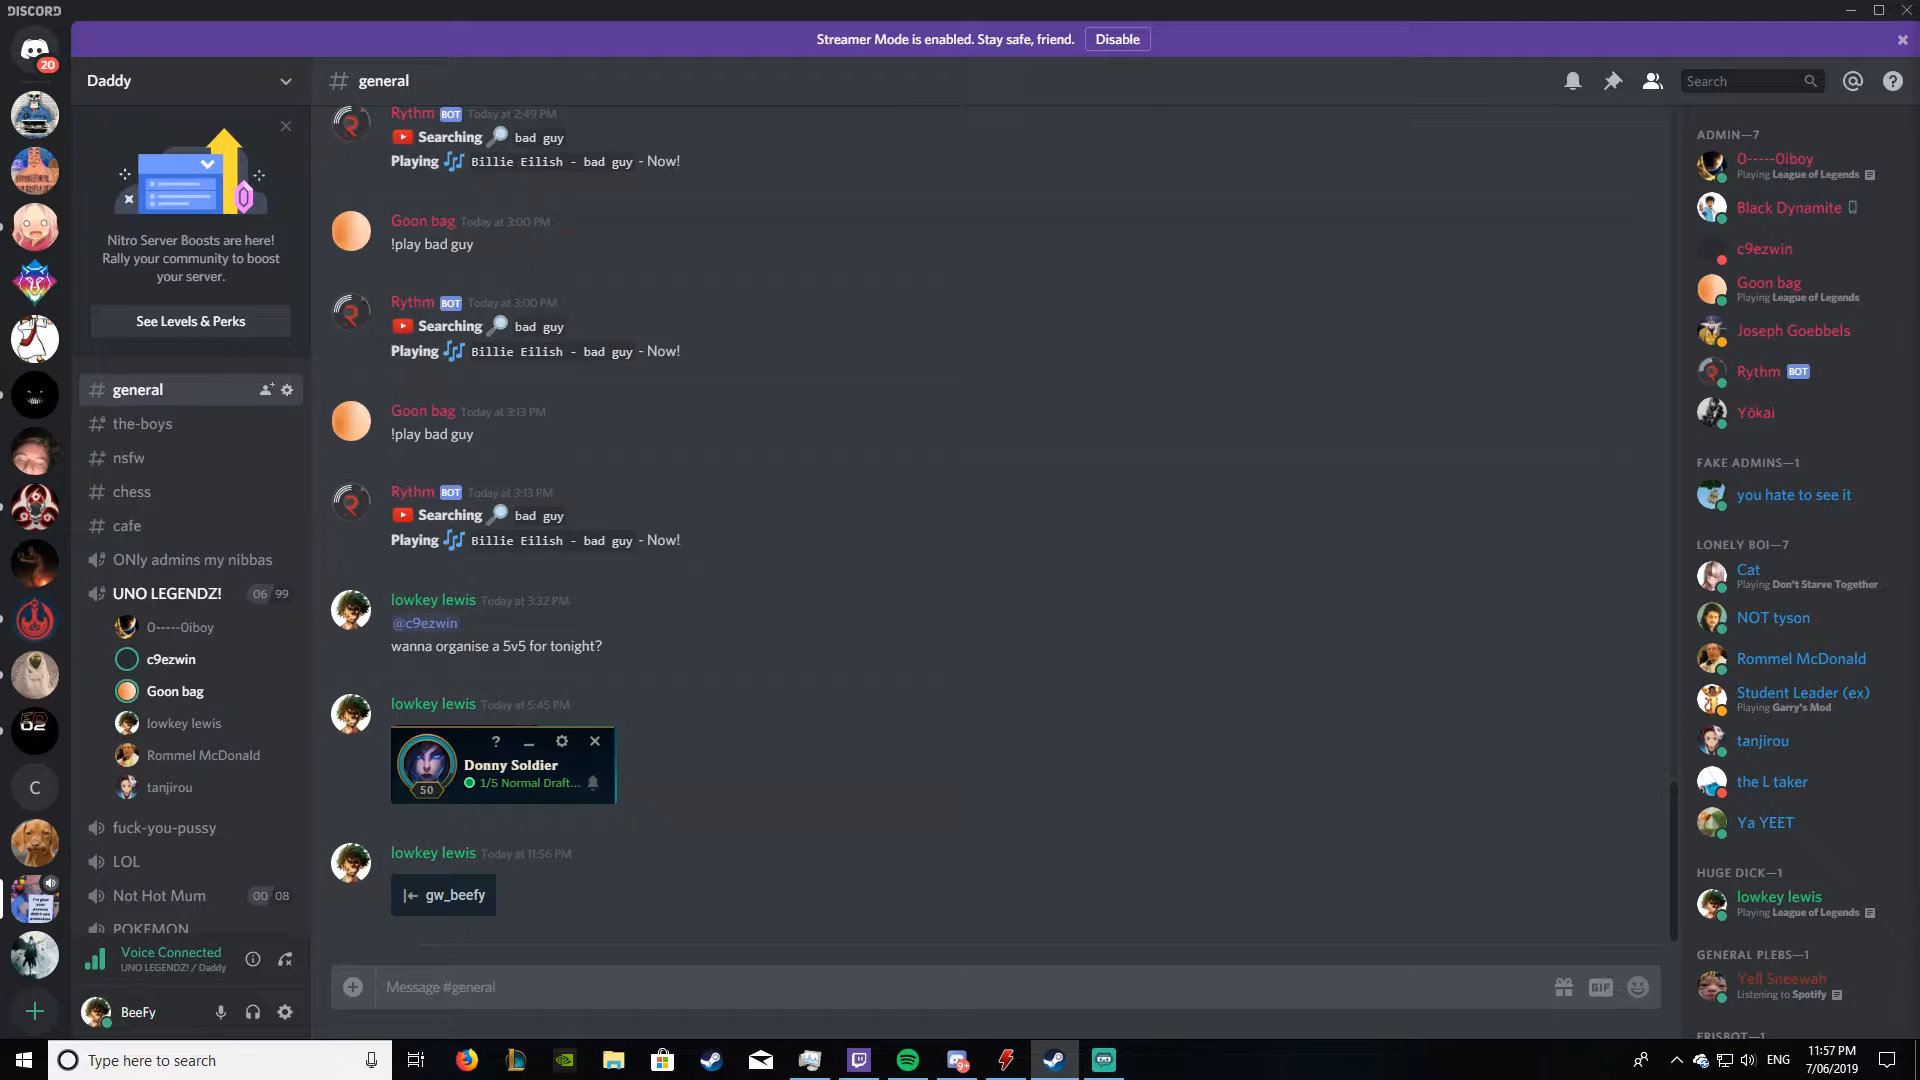 DISCORD
Streamer Mode is enabled. Stay safe, friend.
Disable
20
Daddy
Nitro Server Boosts are here!
Rally your community to boost
your server.
See Levels & Perks
general
the-boys
nsfw
chess
cafe
ONly admins my nibbas
UNO LEGENDZ!
06 99
0-----0iboy
c9ezwin
Goon bag
lowkey lewis
Rommel McDonald
tanjirou
fuck-you-pussy
LOL
Not Hot Mum
00 08
POKEMON
Voice Connected
UNO LEGENDZ! / Daddy
BeeFy
C
# general
Search
Rythm BOT Today at 2:49 PM
Searching bad guy
Playing Billie Eilish - bad guy - Now!
Goon bag Today at 3:00 PM
!play bad guy
Rythm BOT Today at 3:00 PM
Searching bad guy
Playing Billie Eilish - bad guy - Now!
Goon bag Today at 3:13 PM
!play bad guy
Rythm BOT Today at 3:13 PM
Searching bad guy
Playing Billie Eilish - bad guy - Now!
lowkey lewis Today at 3:32 PM
@c9ezwin
wanna organise a 5v5 for tonight?
lowkey lewis Today at 5:45 PM
Donny Soldier
1/5 Normal Draft...
50
lowkey lewis Today at 11:56 PM
gw_beefy
Message #general
GIF
ADMIN—7
0-----0iboy
Playing League of Legends
Black Dynamite
c9ezwin
Goon bag
Playing League of Legends
Joseph Goebbels
Rythm BOT
Yōkai
FAKE ADMINS—1
you hate to see it
LONELY BOI—7
Cat
Playing Don't Starve Together
NOT tyson
Rommel McDonald
Student Leader (ex)
Playing Garry's Mod
tanjirou
the L taker
Ya YEET
HUGE DICK—1
lowkey lewis
Playing League of Legends
GENERAL PLEBS—1
Yell Sneewah
Listening to Spotify
ERISBOT—1
Type here to search
9+
ENG
11:57 PM
7/06/2019